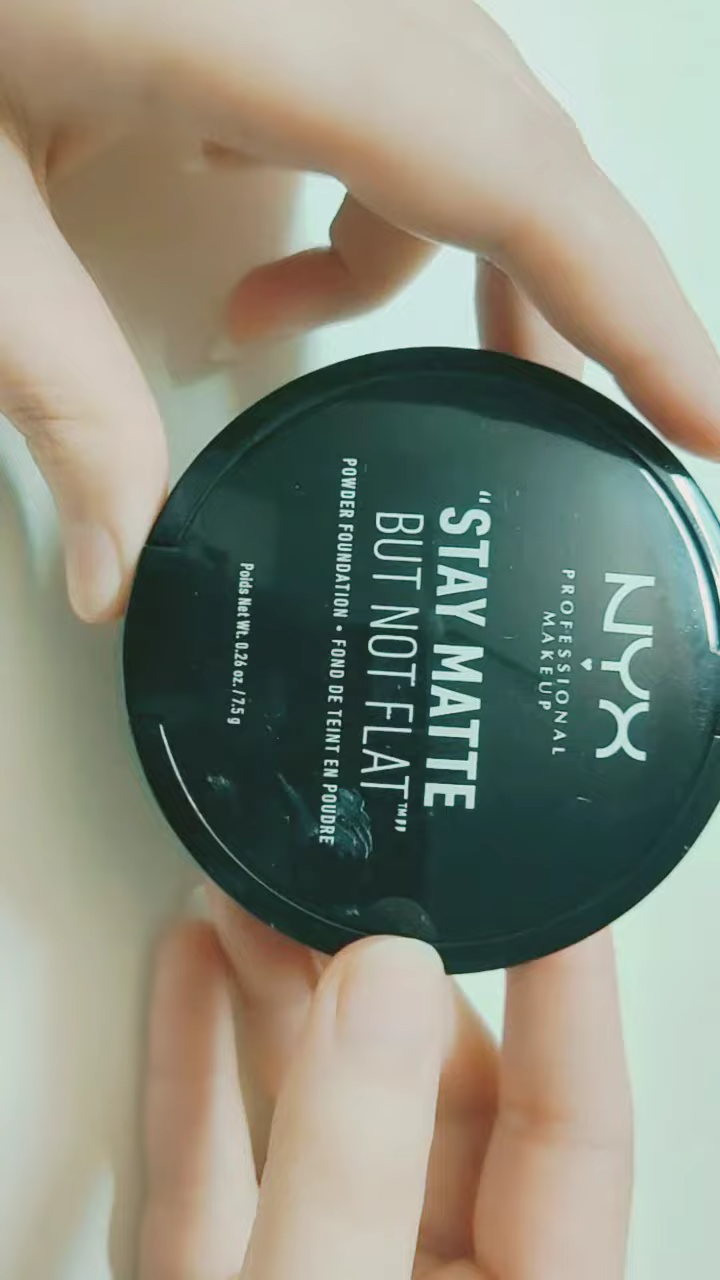 NYX
PROFESSIONAL
MAKEUP
"STAY MATTE
BUT NOT FLAT™"
POWDER FOUNDATION • FOND DE TEINT EN POUDRE
Poids Net Wt. 0.26 oz. / 7.5 g